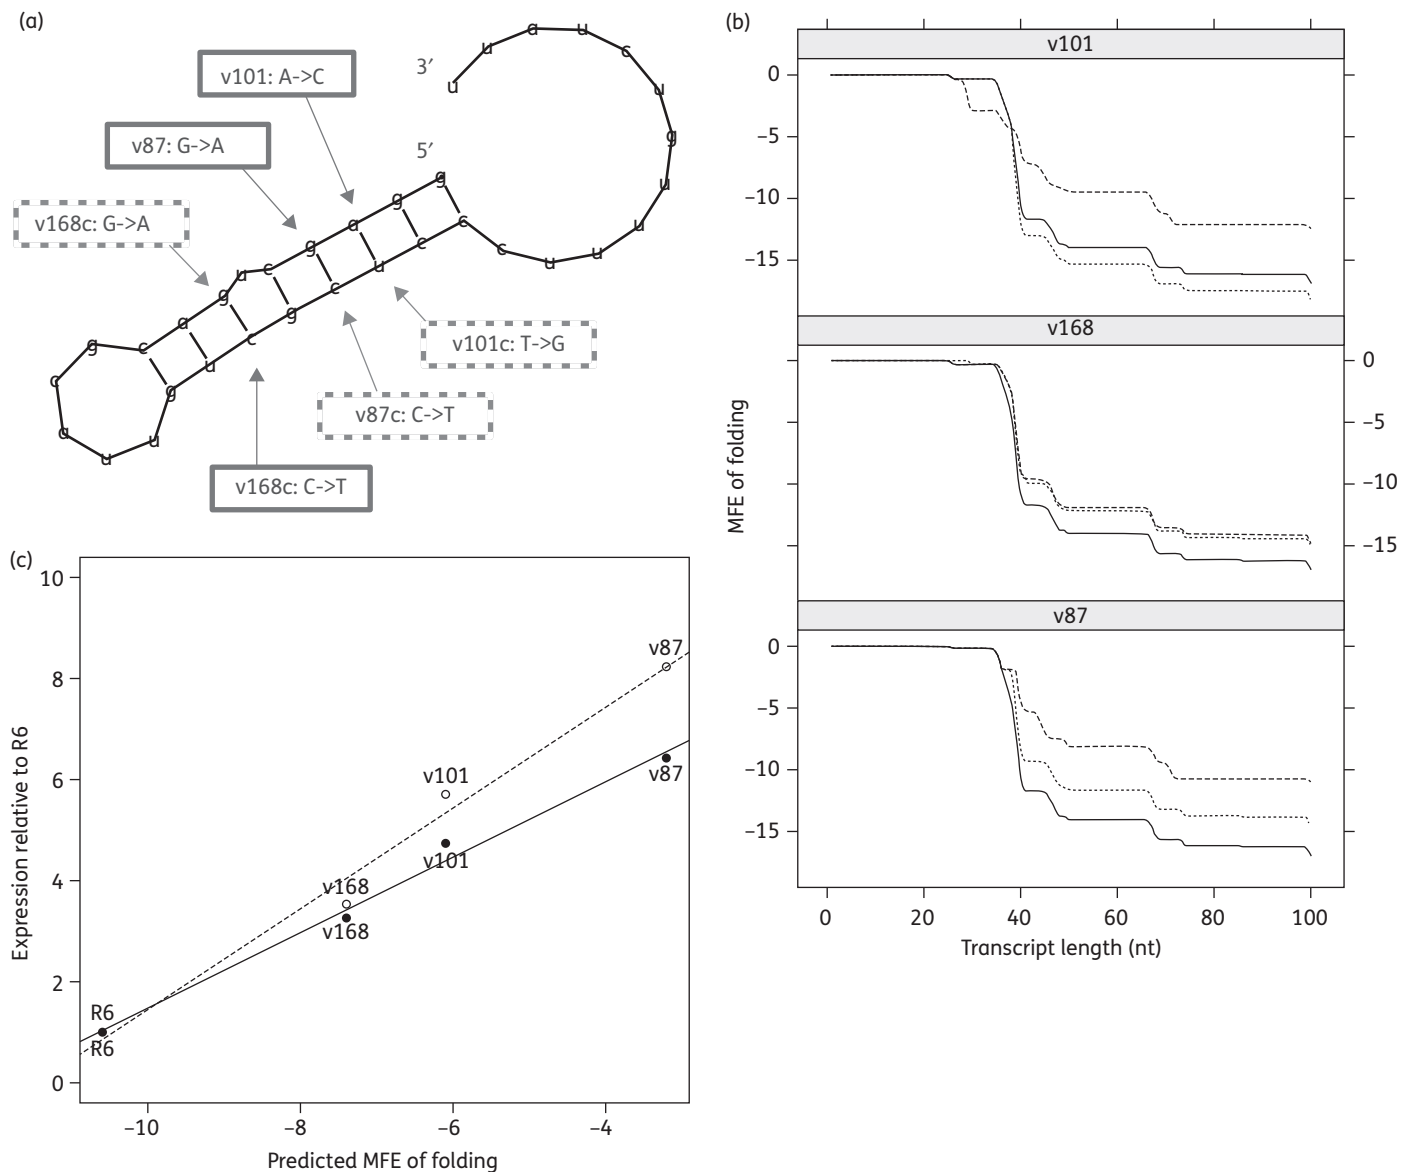 (a)
3′
5′
v101: A->C
v87: G->A
v168c: G->A
v101c: T->G
v87c: C->T
v168c: C->T
g
g
a
g
c
u
g
a
c
g
c
a
u
u
g
u
c
g
c
u
c
c
c
u
u
u
u
g
u
c
u
a
u
u
(b)
v101
0
−5
−10
−15
v168
0
−5
−10
−15
v87
0
−5
−10
−15
MFE of folding
0 20 40 60 80 100
Transcript length (nt)
(c)
10
8
6
4
2
0
Expression relative to R6
v87
v87
v101
v101
v168
v168
R6
R6
−10 −8 −6 −4
Predicted MFE of folding